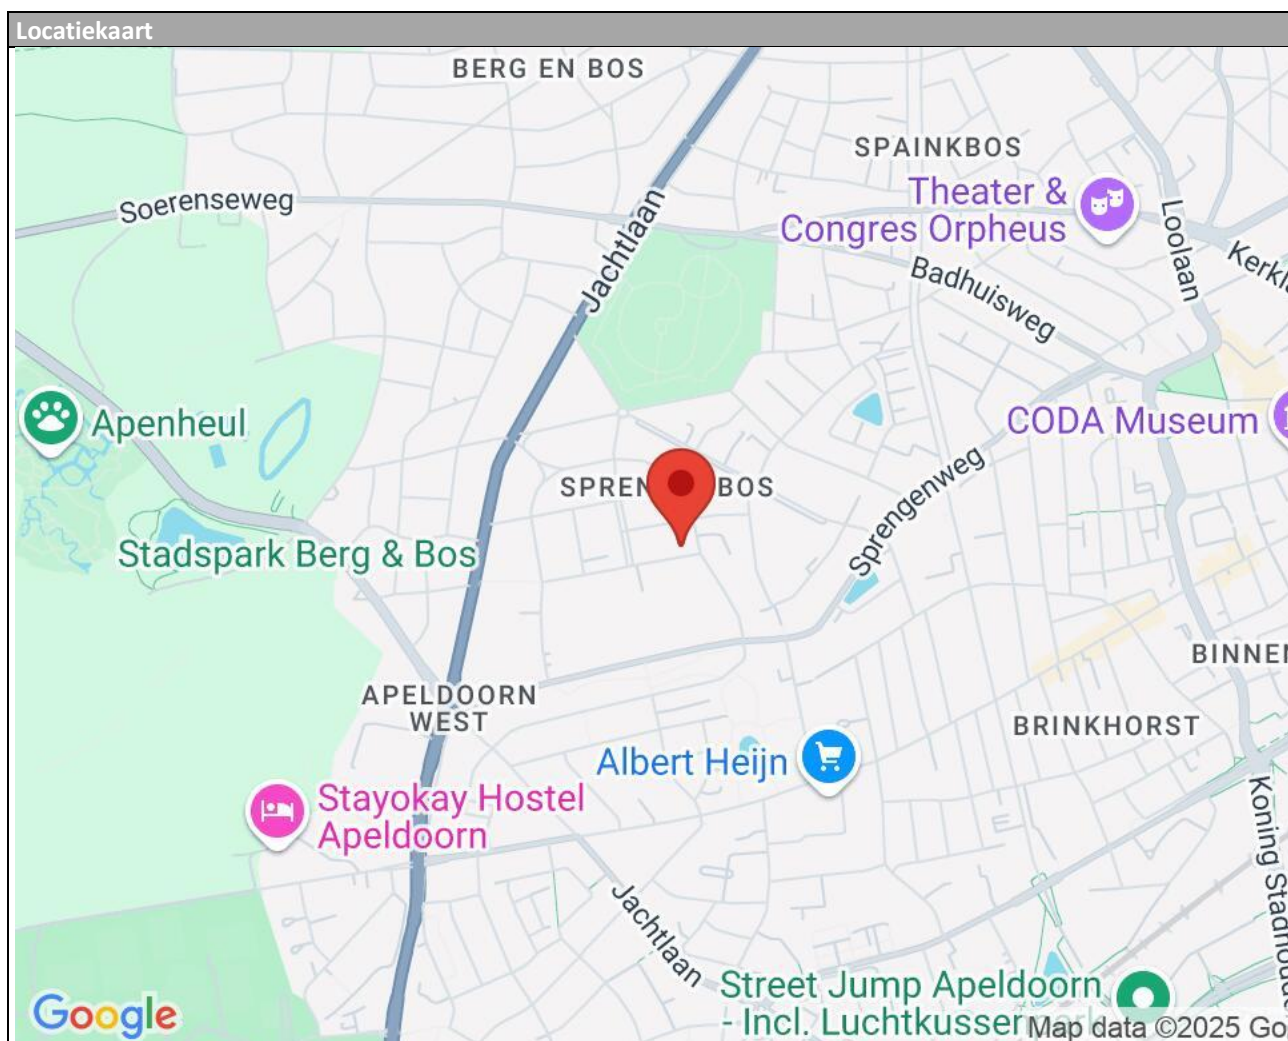 Locatiekaart
BERG EN BOS
SPAINKBOS
Soerenseweg
Theater &
Congres Orpheus
Jachtlaan
Loolaan
Badhuisweg
Apenheul
CODA Museum
SPREN BOS
Sprengenweg
Stadspark Berg & Bos
APELDOORN
WEST
BRINKHORST
Albert Heijn
Stayokay Hostel
Apeldoorn
Koning
Jachtlaan
Street Jump Apeldoorn
- Incl.
Google
Map data ©2025